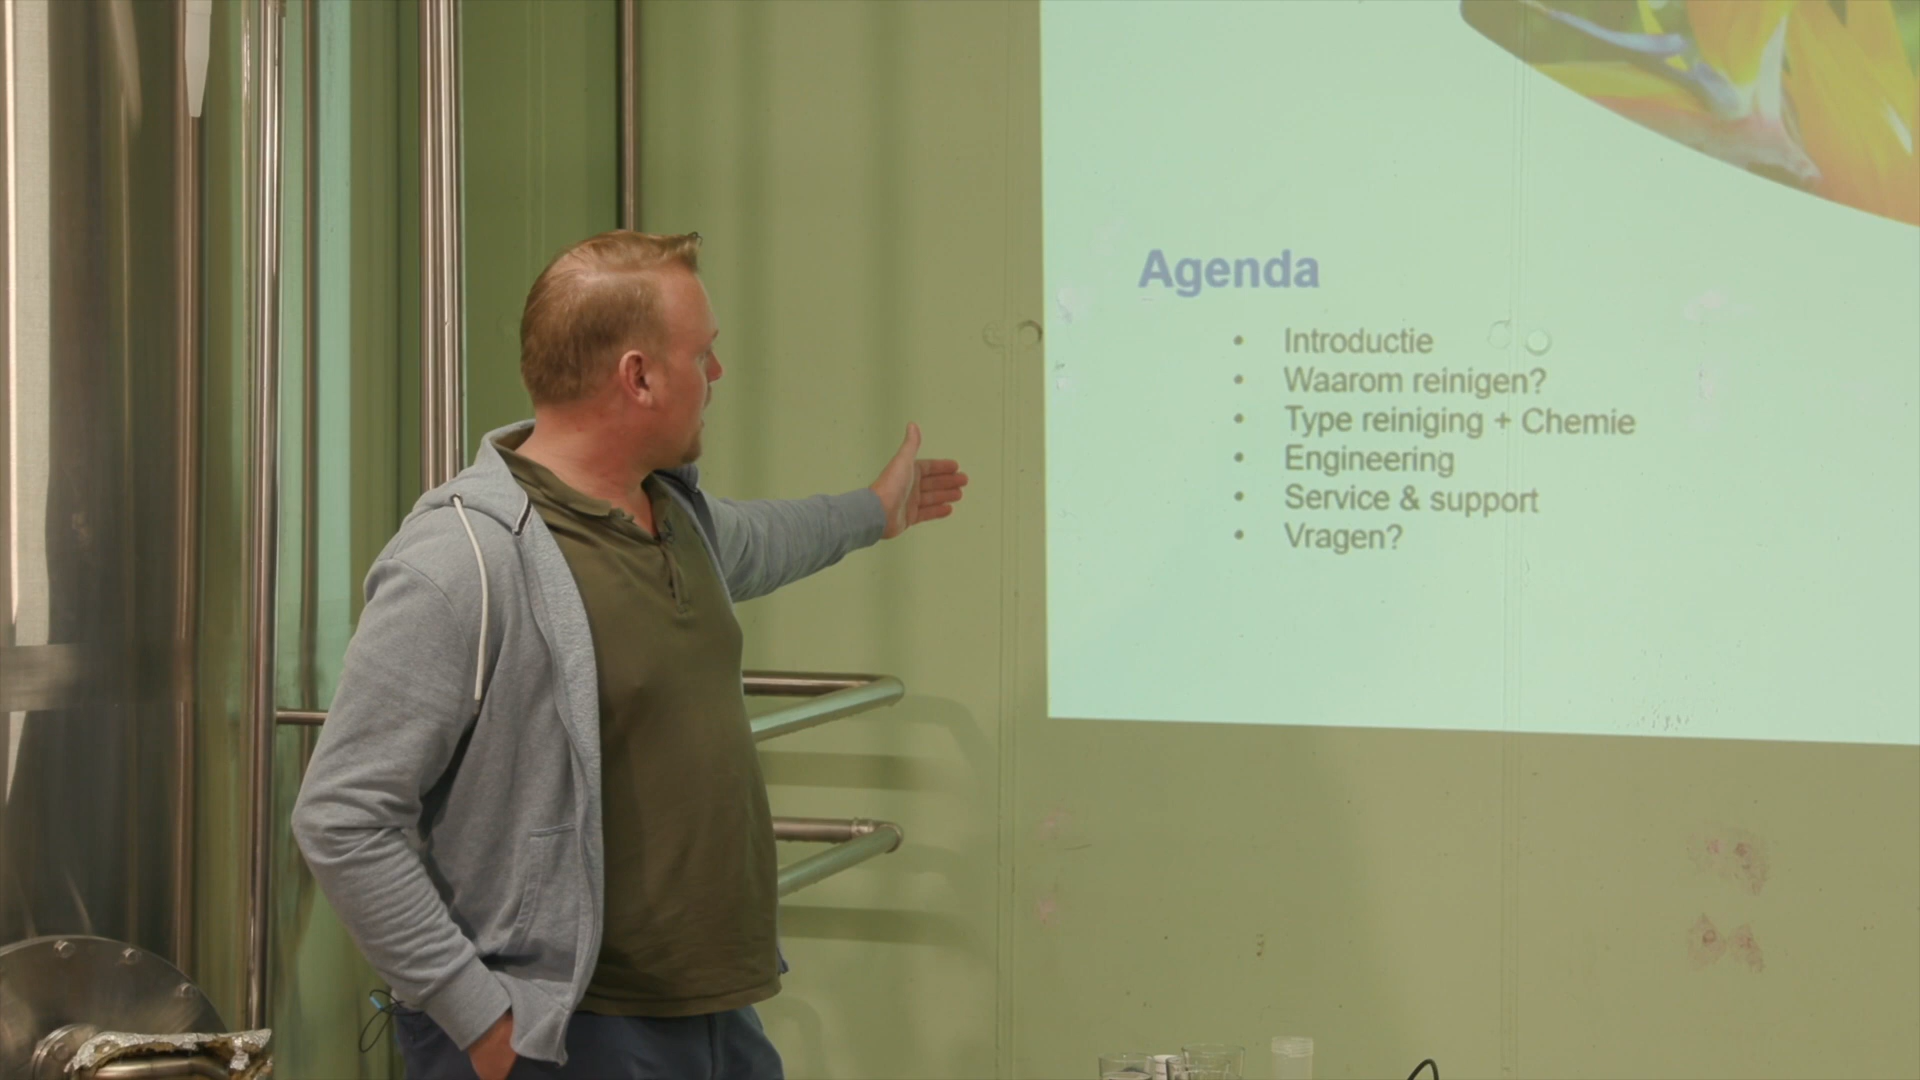 Agenda
• Introductie
• Waarom reinigen?
• Type reiniging + Chemie
• Engineering
• Service & support
• Vragen?